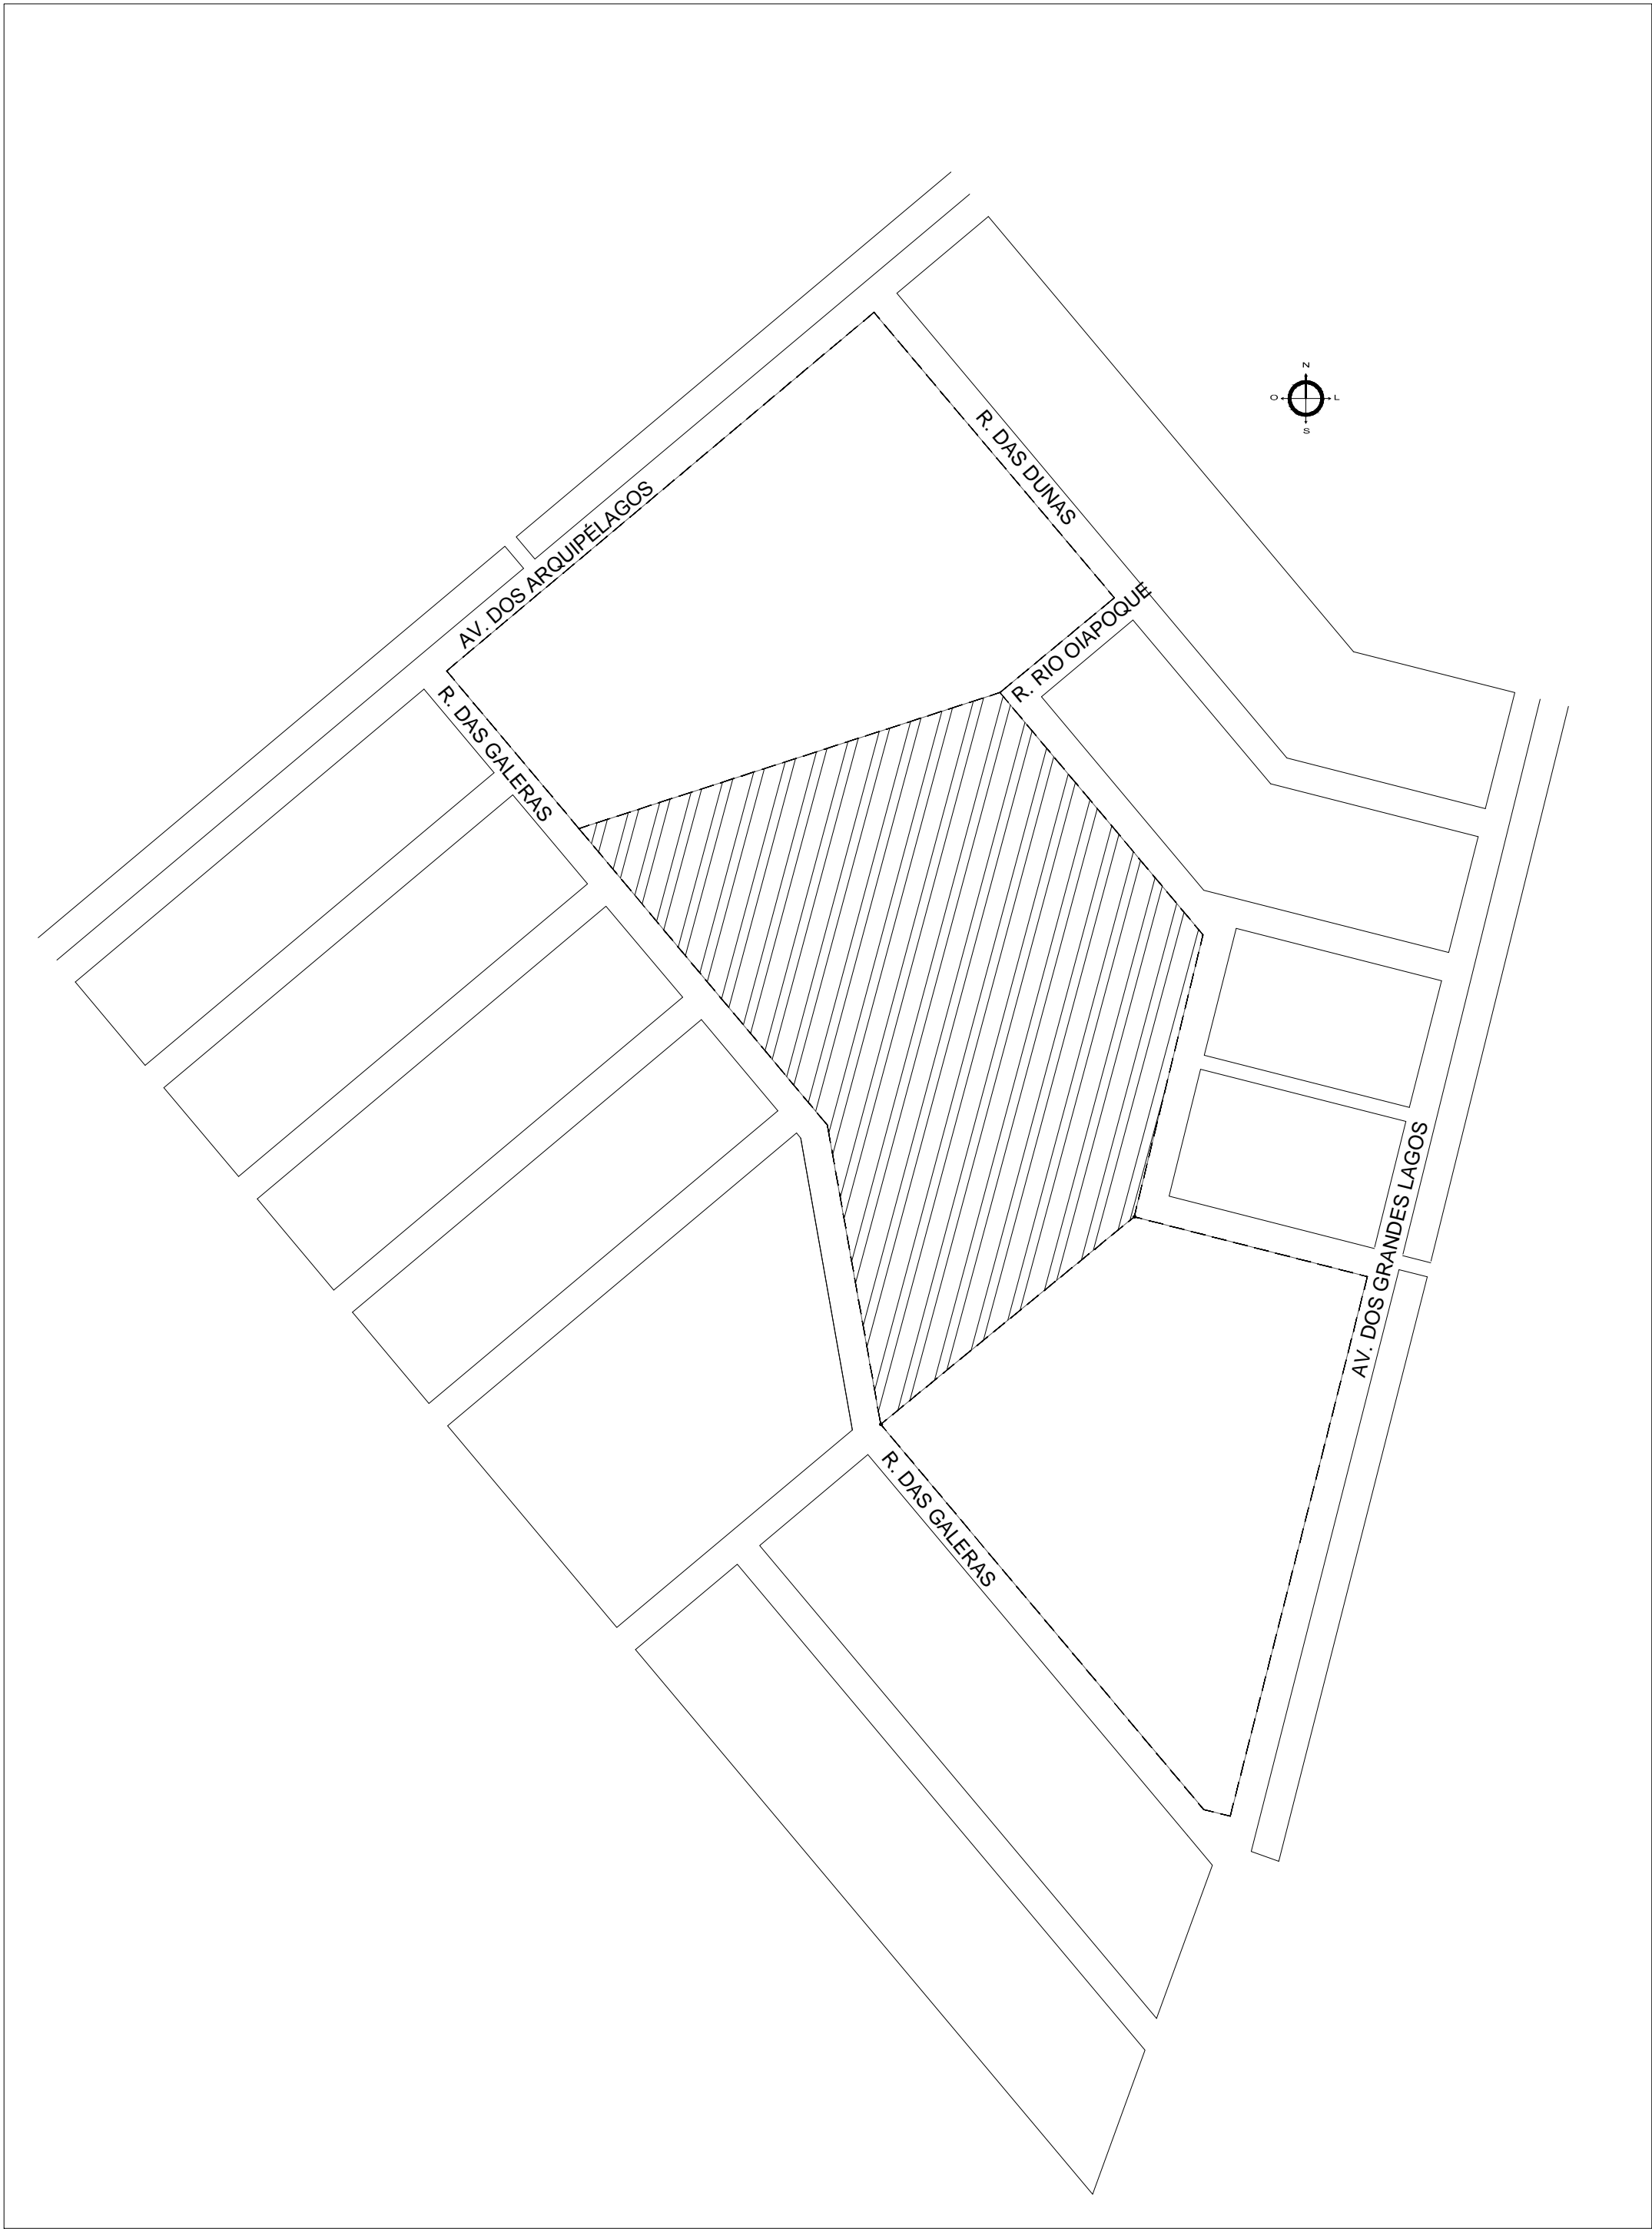 N
O
L
S
R. DAS DUNAS
AV. DOS ARQUIPÉLAGOS
R. RIO OIAPOQUE
R. DAS GALERAS
AV. DOS GRANDES LAGOS
R. DAS GALERAS